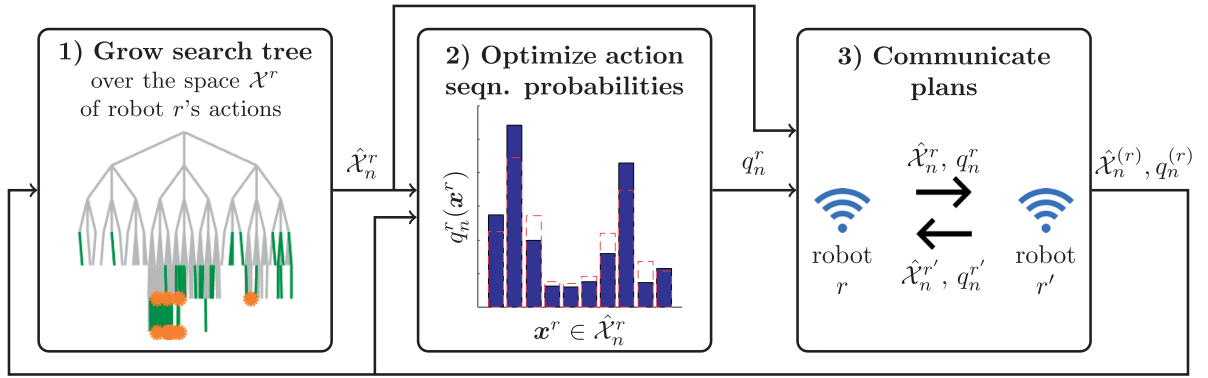 1) Grow search tree
over the space 𝒳^r
of robot r's actions
𝒳̂_n^r
2) Optimize action
seqn. probabilities
q_n^r(𝒙^r)
𝒙^r ∈ 𝒳̂_n^r
q_n^r
3) Communicate
plans
𝒳̂_n^r, q_n^r
𝒳̂_n^{r'}, q_n^{r'}
robot
r
robot
r'
𝒳̂_n^{(r)}, q_n^{(r)}